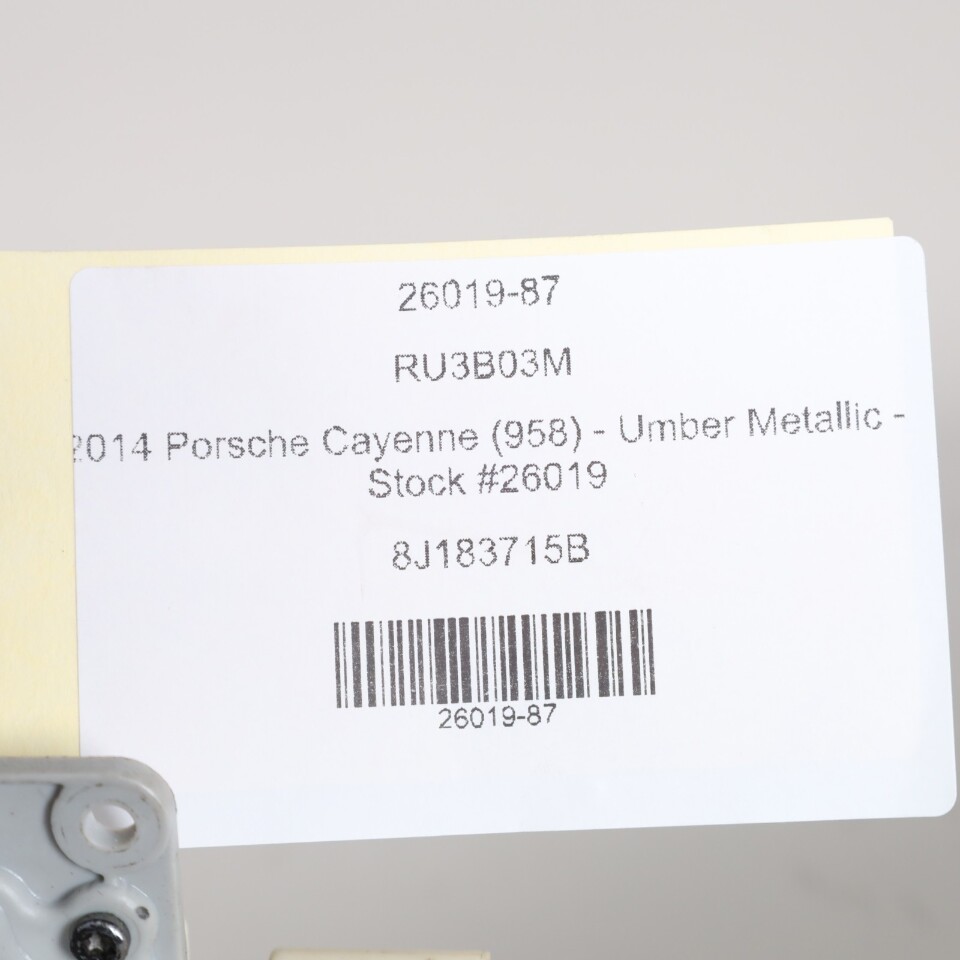 26019-87
RU3B03M
2014 Porsche Cayenne (958) - Umber Metallic -
Stock #26019
8J183715B
26019-87